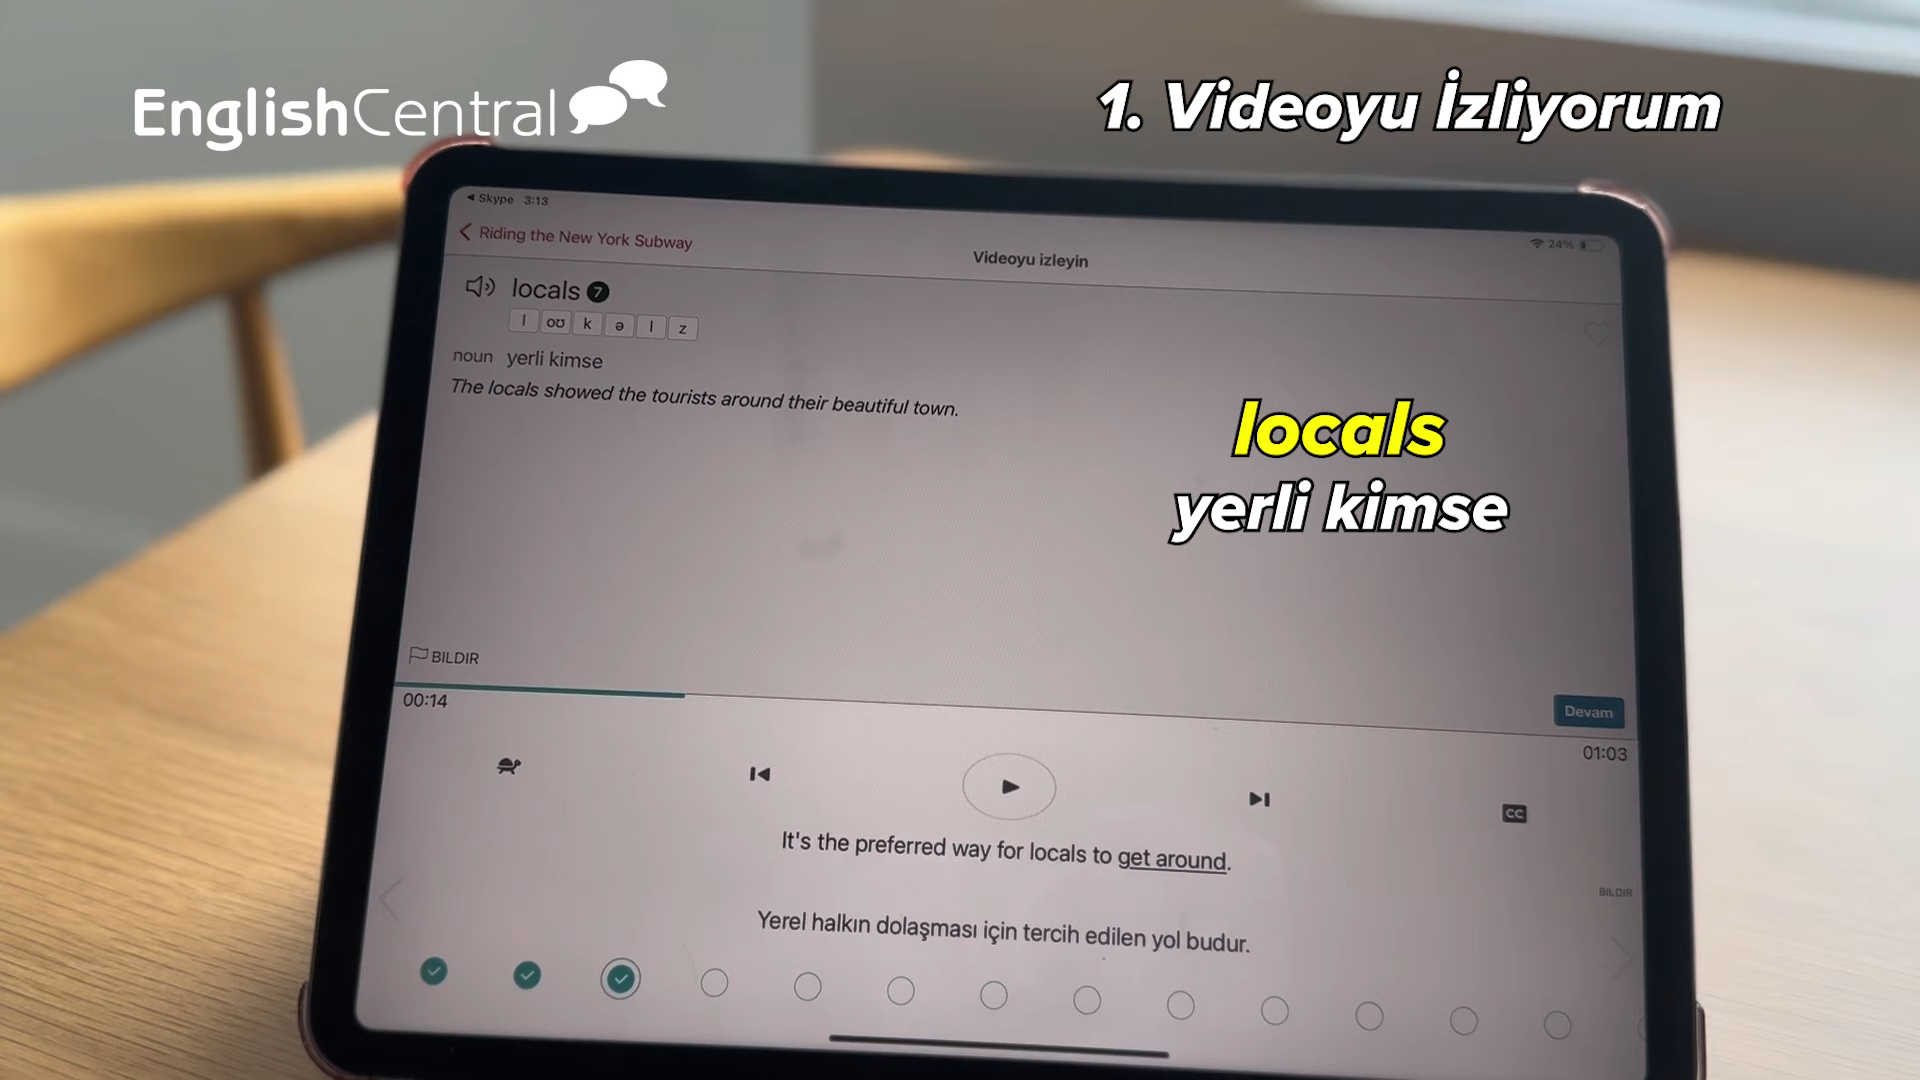 EnglishCentral
1. Videoyu İzliyorum
Skype 3:13
24%
Riding the New York Subway
Videoyu izleyin
locals 7
l oʊ k ə l z
noun yerli kimse
The locals showed the tourists around their beautiful town.
locals
yerli kimse
BILDIR
00:14
Devam
01:03
CC
It's the preferred way for locals to get around.
BILDIR
Yerel halkın dolaşması için tercih edilen yol budur.